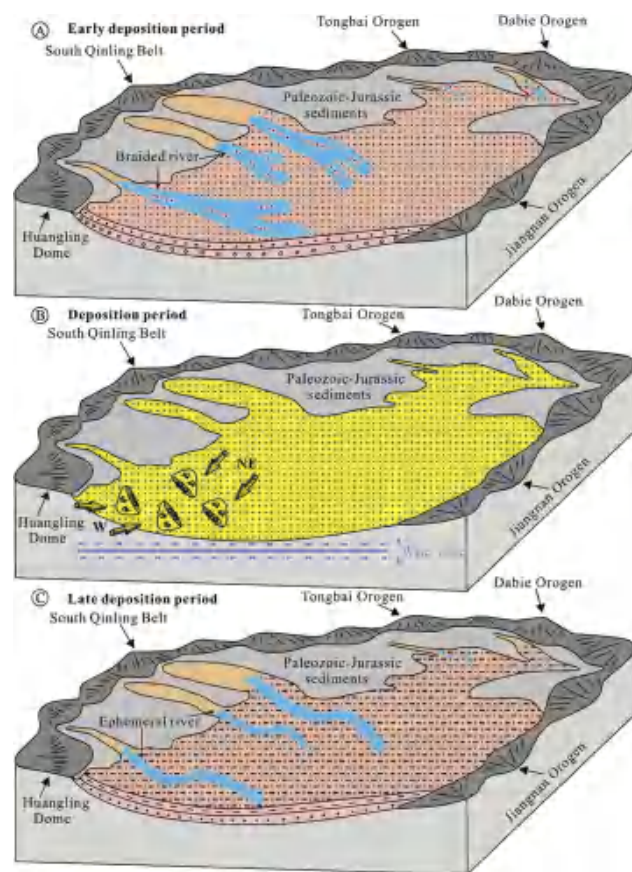 A Early deposition period
Tongbai Orogen
Dabie Orogen
South Qinling Belt
Paleozoic-Jurassic
sediments
Braided river
Huangling
Dome
Jiangnan Orogen
B Deposition period
Tongbai Orogen
Dabie Orogen
South Qinling Belt
Paleozoic-Jurassic
sediments
NE
W
Huangling
Dome
Jiangnan Orogen
C Late deposition period
Tongbai Orogen
Dabie Orogen
South Qinling Belt
Paleozoic-Jurassic
sediments
Ephemeral river
Huangling
Dome
Jiangnan Orogen